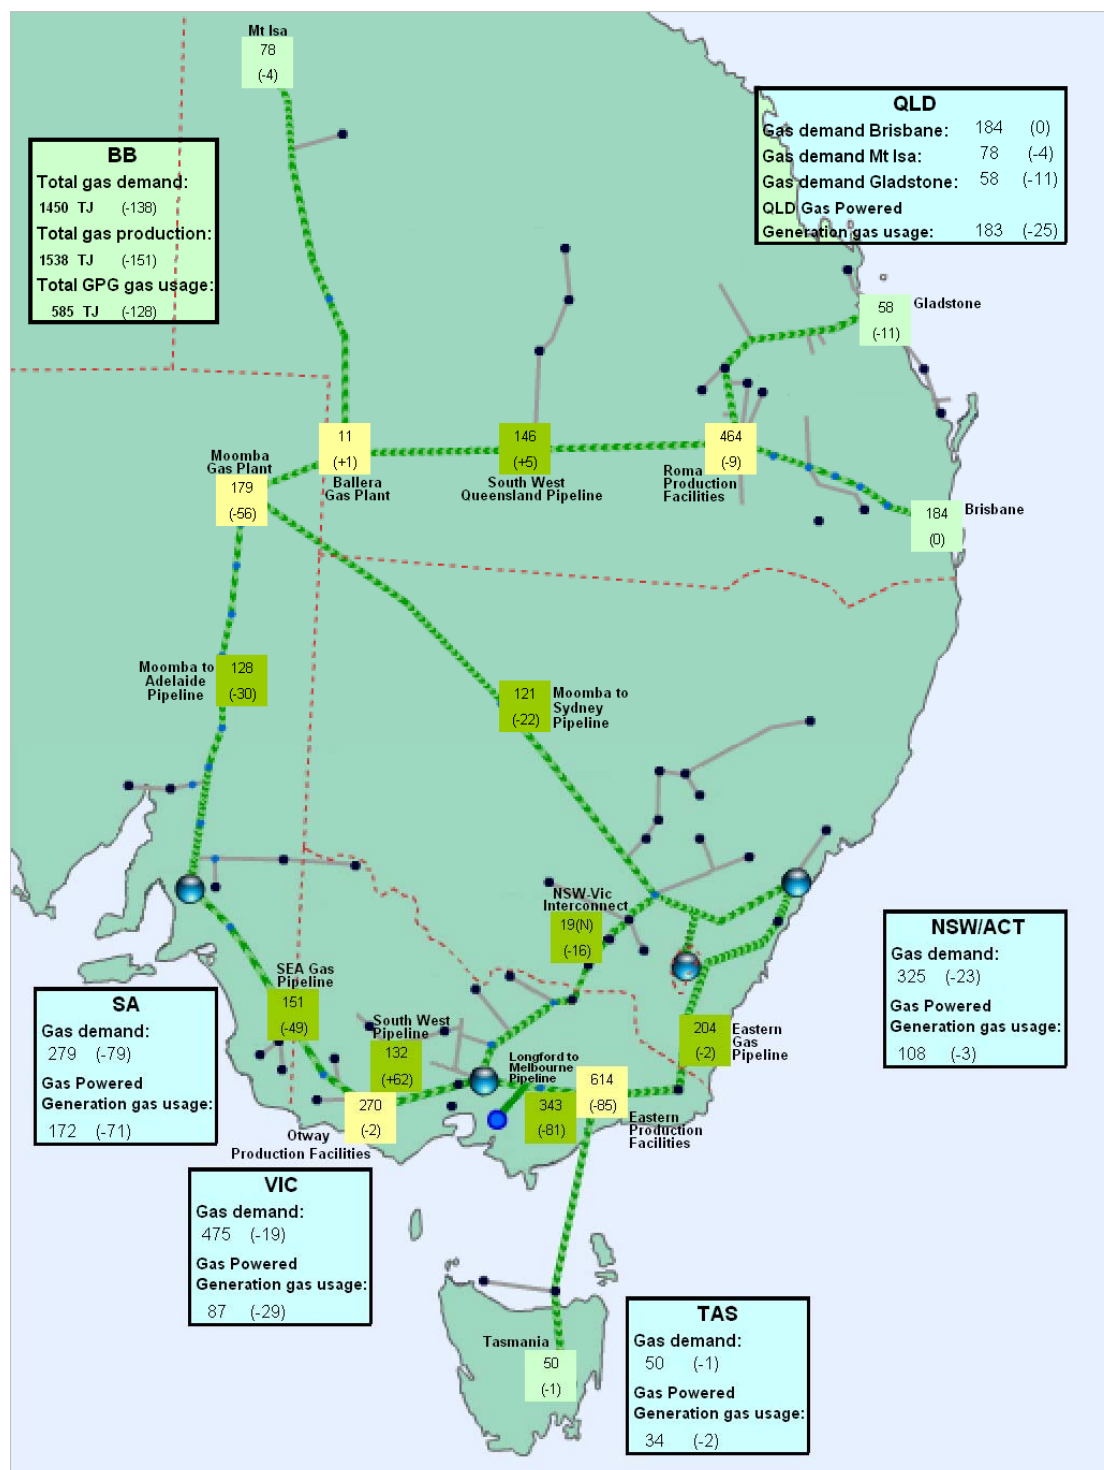 Mt Isa
78
(-4)
QLD
Gas demand Brisbane: 184 (0)
Gas demand Mt Isa: 78 (-4)
Gas demand Gladstone: 58 (-11)
QLD Gas Powered
Generation gas usage: 183 (-25)
BB
Total gas demand:
1450 TJ (-138)
Total gas production:
1538 TJ (-151)
Total GPG gas usage:
585 TJ (-128)
58
(-11)
Gladstone
Moomba
Gas Plant
179
(-56)
11
(+1)
Ballera
Gas Plant
146
(+5)
South West
Queensland Pipeline
464
(-9)
Roma
Production
Facilities
184
(0)
Brisbane
Moomba to
Adelaide
Pipeline
128
(-30)
121
(-22)
Moomba to
Sydney
Pipeline
NSW-Vic
Interconnect
19(N)
(-16)
NSW/ACT
Gas demand:
325 (-23)
Gas Powered
Generation gas usage:
108 (-3)
SEA Gas
Pipeline
151
(-49)
SA
Gas demand:
279 (-79)
Gas Powered
Generation gas usage:
172 (-71)
South West
Pipeline
132
(+62)
Longford to
Melbourne
Pipeline
343
(-81)
614
(-85)
Eastern
Production
Facilities
204
(-2)
Eastern
Gas
Pipeline
270
(-2)
Otway
Production Facilities
VIC
Gas demand:
475 (-19)
Gas Powered
Generation gas usage:
87 (-29)
Tasmania
50
(-1)
TAS
Gas demand:
50 (-1)
Gas Powered
Generation gas usage:
34 (-2)